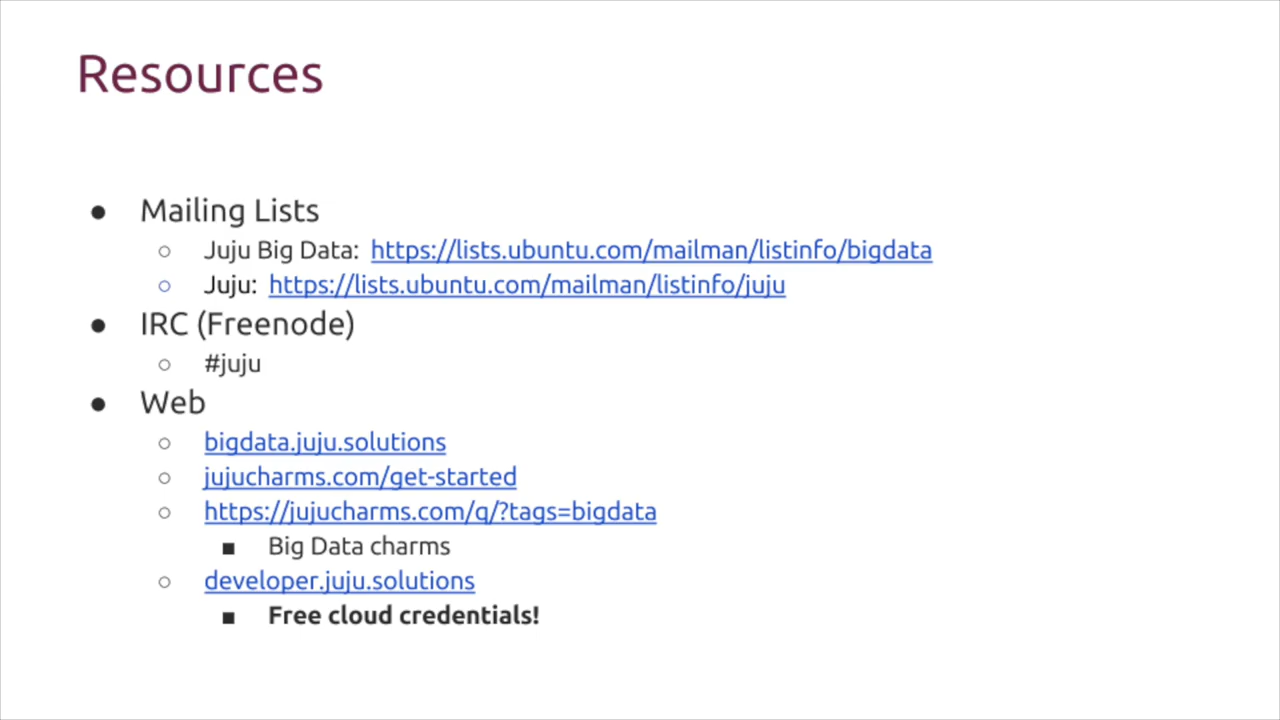 Resources
● Mailing Lists
○ Juju Big Data: https://lists.ubuntu.com/mailman/listinfo/bigdata
○ Juju: https://lists.ubuntu.com/mailman/listinfo/juju
● IRC (Freenode)
○ #juju
● Web
○ bigdata.juju.solutions
○ jujucharms.com/get-started
○ https://jujucharms.com/q/?tags=bigdata
■ Big Data charms
○ developer.juju.solutions
■ Free cloud credentials!